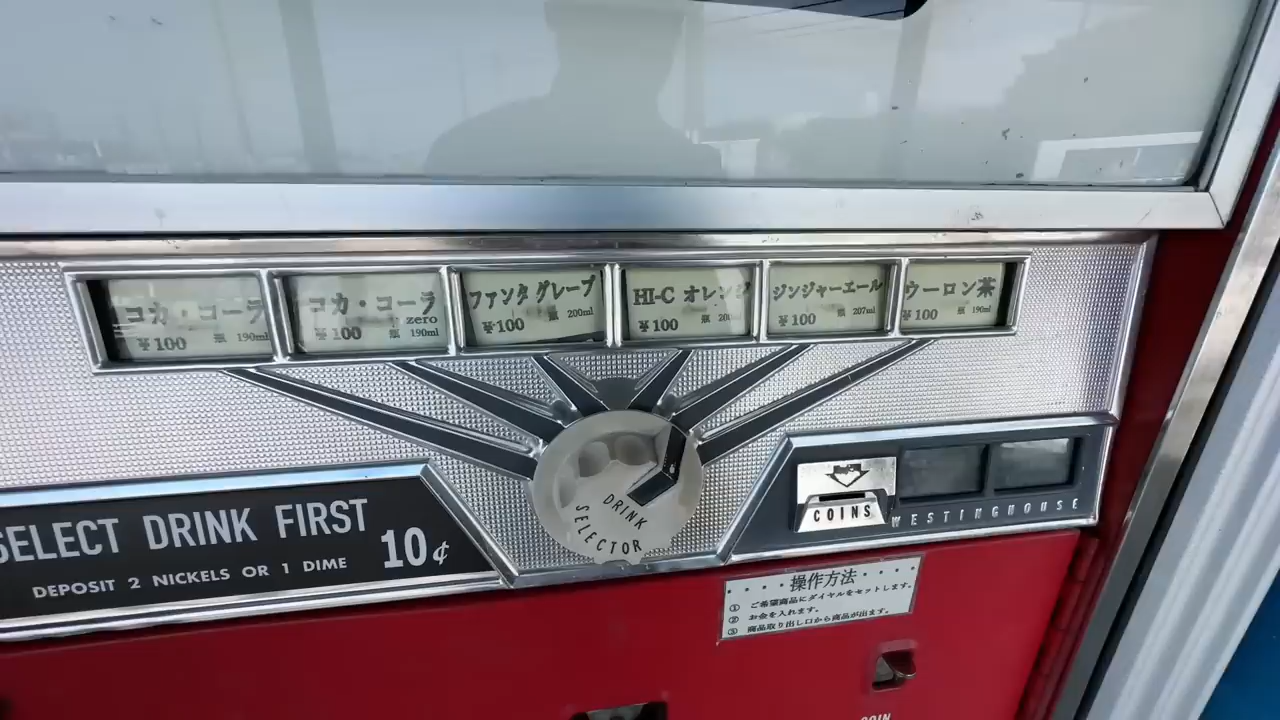 コカ・コーラ
¥100 瓶 190ml
コカ・コーラ
zero
¥100 瓶 190ml
ファンタグレープ
¥100 瓶 200ml
HI-C オレンジ
¥100 瓶
ジンジャーエール
¥100 瓶 207ml
ウーロン茶
¥100 瓶 190ml
SELECT DRINK FIRST
DEPOSIT 2 NICKELS OR 1 DIME
10¢
DRINK
SELECTOR
COINS
WESTINGHOUSE
・・・操作方法・・・
① ご希望商品にダイヤルをセットします。
② お金を入れます。
③ 商品取り出し口から商品が出ます。
COIN